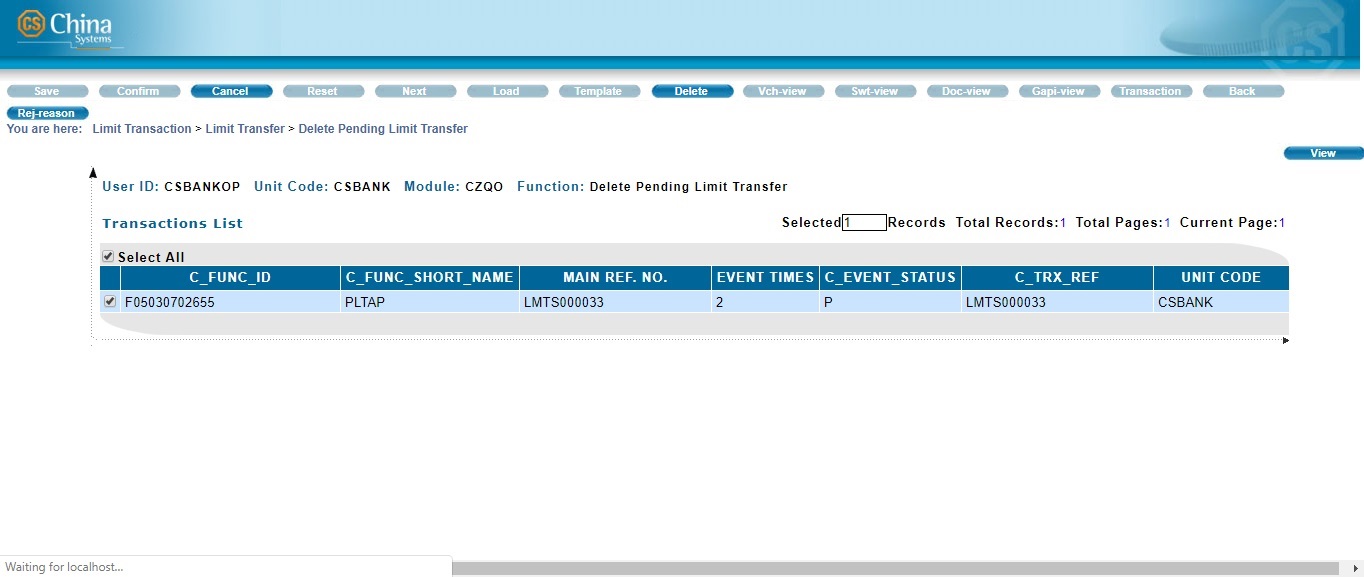 CS China
Systems
CS
Save Confirm Cancel Reset Next Load Template Delete Vch-view Swt-view Doc-view Gapi-view Transaction Back
Rej-reason
You are here: Limit Transaction > Limit Transfer > Delete Pending Limit Transfer
View
User ID: CSBANKOP Unit Code: CSBANK Module: CZQO Function: Delete Pending Limit Transfer
Transactions List Selected 1 Records Total Records:1 Total Pages:1 Current Page:1
Select All
C_FUNC_ID C_FUNC_SHORT_NAME MAIN REF. NO. EVENT TIMES C_EVENT_STATUS C_TRX_REF UNIT CODE
F05030702655 PLTAP LMTS000033 2 P LMTS000033 CSBANK
Waiting for localhost...